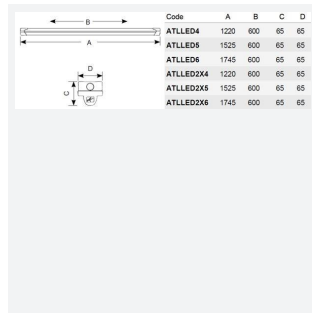 B
A
D
C
Code A B C D
ATLLED4 1220 600 65 65
ATLLED5 1525 600 65 65
ATLLED6 1745 600 65 65
ATLLED2X4 1220 600 65 65
ATLLED2X5 1525 600 65 65
ATLLED2X6 1745 600 65 65